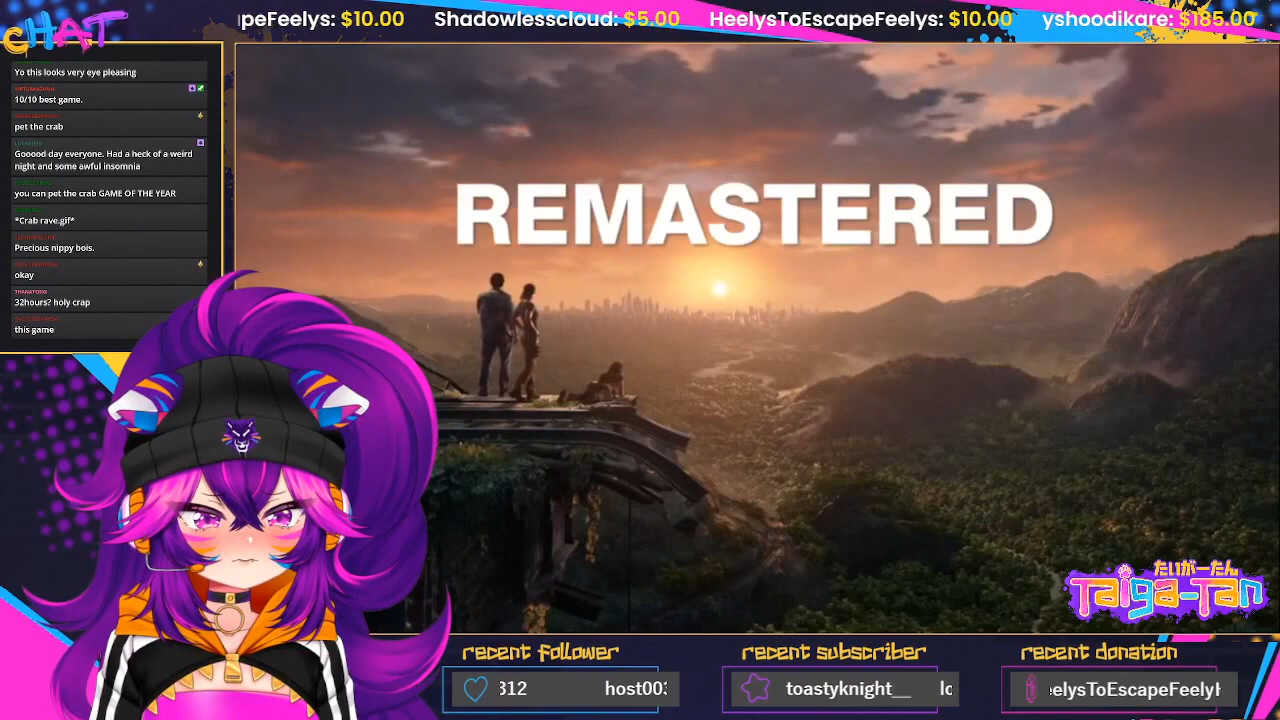 CHAT
peFeelys: $10.00 Shadowlesscloud: $5.00 HeelysToEscapeFeelys: $10.00 yshoodikare: $185.00
Yo this looks very eye pleasing
10/10 best game.
pet the crab
Gooood day everyone. Had a heck of a weird
night and some awful insomnia
you can pet the crab GAME OF THE YEAR
*Crab rave.gif*
Precious nippy bois.
okay
THANATOSXI
32hours? holy crap
this game
REMASTERED
たいがーたん
Taiga-Tan
recent follower
312 host003
recent subscriber
toastyknight__ lo
recent donation
eelysToEscapeFeelyl